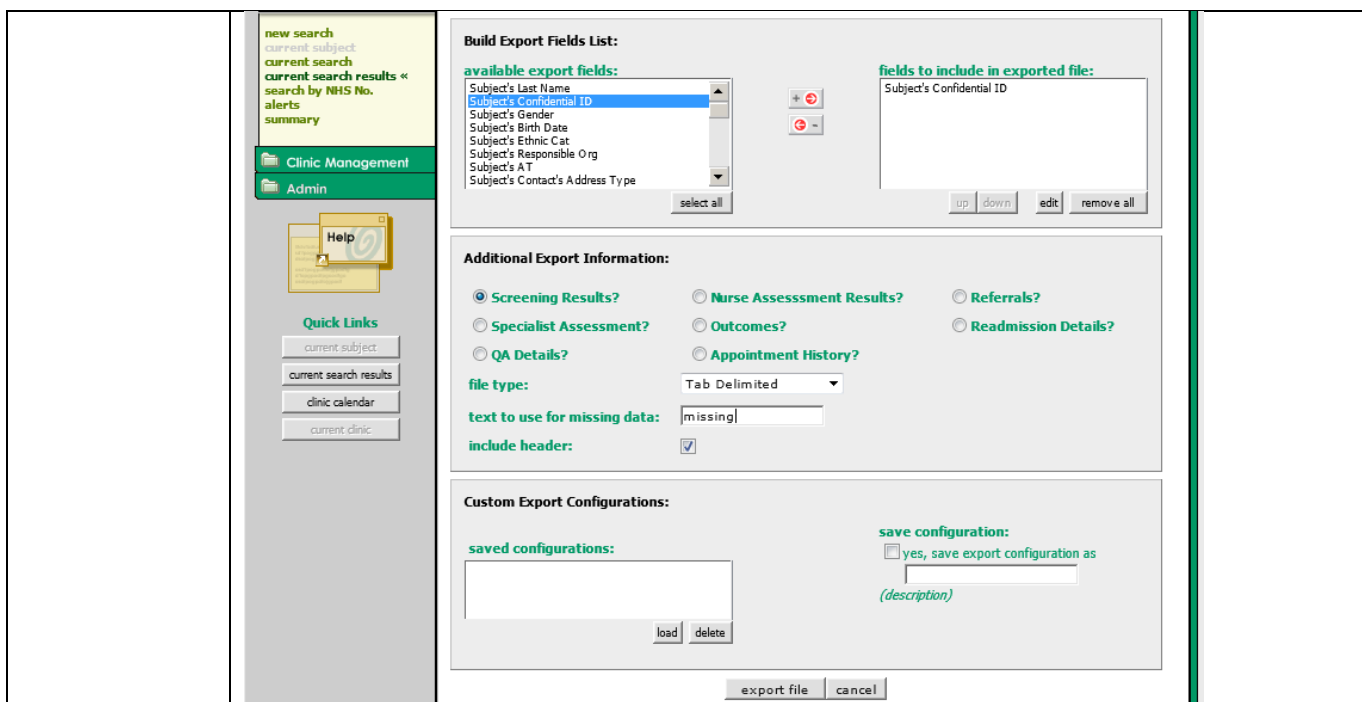 new search
current subject
current search
current search results «
search by NHS No.
alerts
summary
Clinic Management
Admin
Help
Quick Links
current subject
current search results
clinic calendar
current clinic
Build Export Fields List:
available export fields:
Subject's Last Name
Subject's Confidential ID
Subject's Gender
Subject's Birth Date
Subject's Ethnic Cat
Subject's Responsible Org
Subject's AT
Subject's Contact's Address Type
select all
+
-
fields to include in exported file:
Subject's Confidential ID
up down edit remove all
Additional Export Information:
Screening Results? Nurse Assesssment Results? Referrals?
Specialist Assessment? Outcomes? Readmission Details?
QA Details? Appointment History?
file type: Tab Delimited
text to use for missing data: missing
include header:
Custom Export Configurations:
saved configurations:
load delete
save configuration:
yes, save export configuration as
(description)
export file cancel